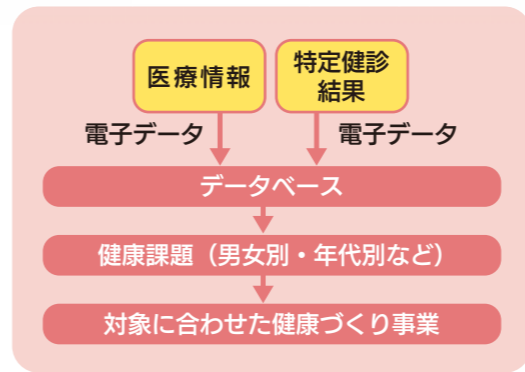 医療情報
特定健診
結果
電子データ
電子データ
データベース
健康課題（男女別・年代別など）
対象に合わせた健康づくり事業